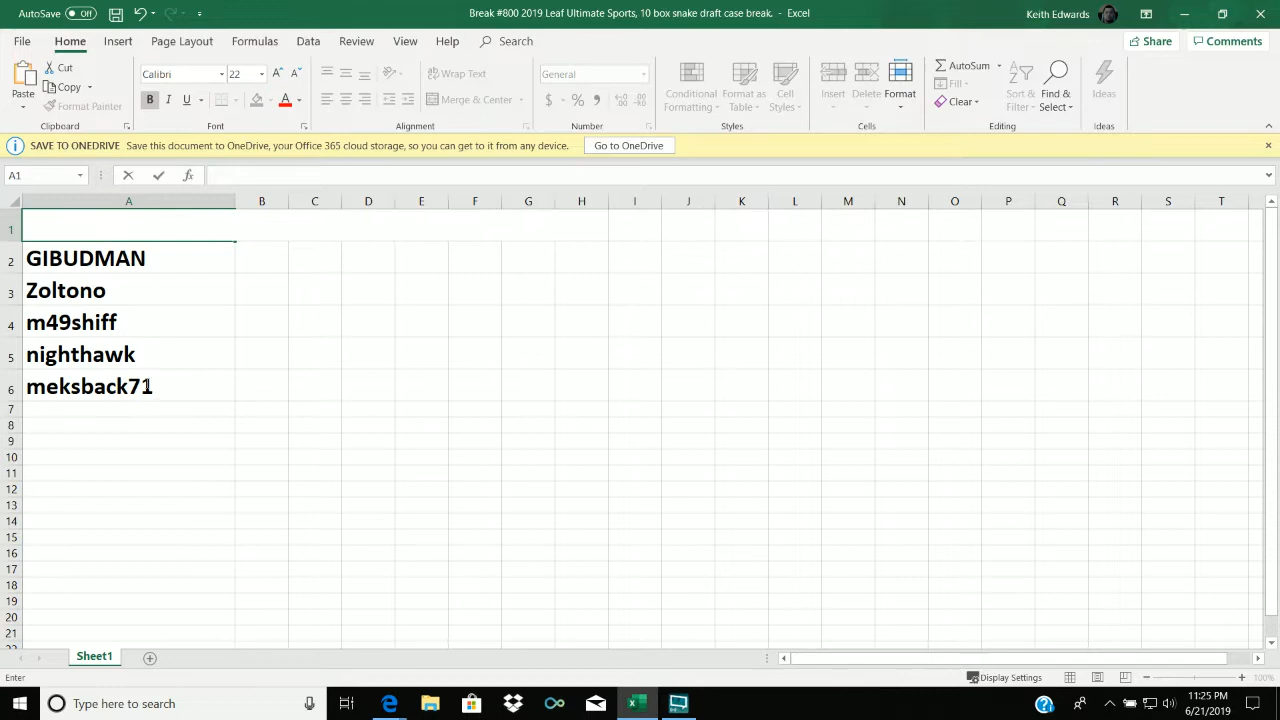 AutoSave Off Break #800 2019 Leaf Ultimate Sports, 10 box snake draft case break. - Excel Keith Edwards
File Home Insert Page Layout Formulas Data Review View Help Search Share Comments
Paste Cut Copy Format Painter
Clipboard
Calibri 22
B I U A
Font
Wrap Text
Merge & Center
Alignment
General
$ % ,
Number
Conditional Formatting
Format as Table
Cell Styles
Styles
Insert Delete Format
Cells
AutoSum
Fill
Clear
Sort & Filter
Find & Select
Editing
Ideas
Ideas
SAVE TO ONEDRIVE Save this document to OneDrive, your Office 365 cloud storage, so you can get to it from any device. Go to OneDrive
A1 fx
A B C D E F G H I J K L M N O P Q R S T
1
2 GIBUDMAN
3 Zoltono
4 m49shiff
5 nighthawk
6 meksback71
7
8
9
10
11
12
13
14
15
16
17
18
19
20
21
Sheet1
Enter Display Settings 100%
Type here to search
11:25 PM
6/21/2019